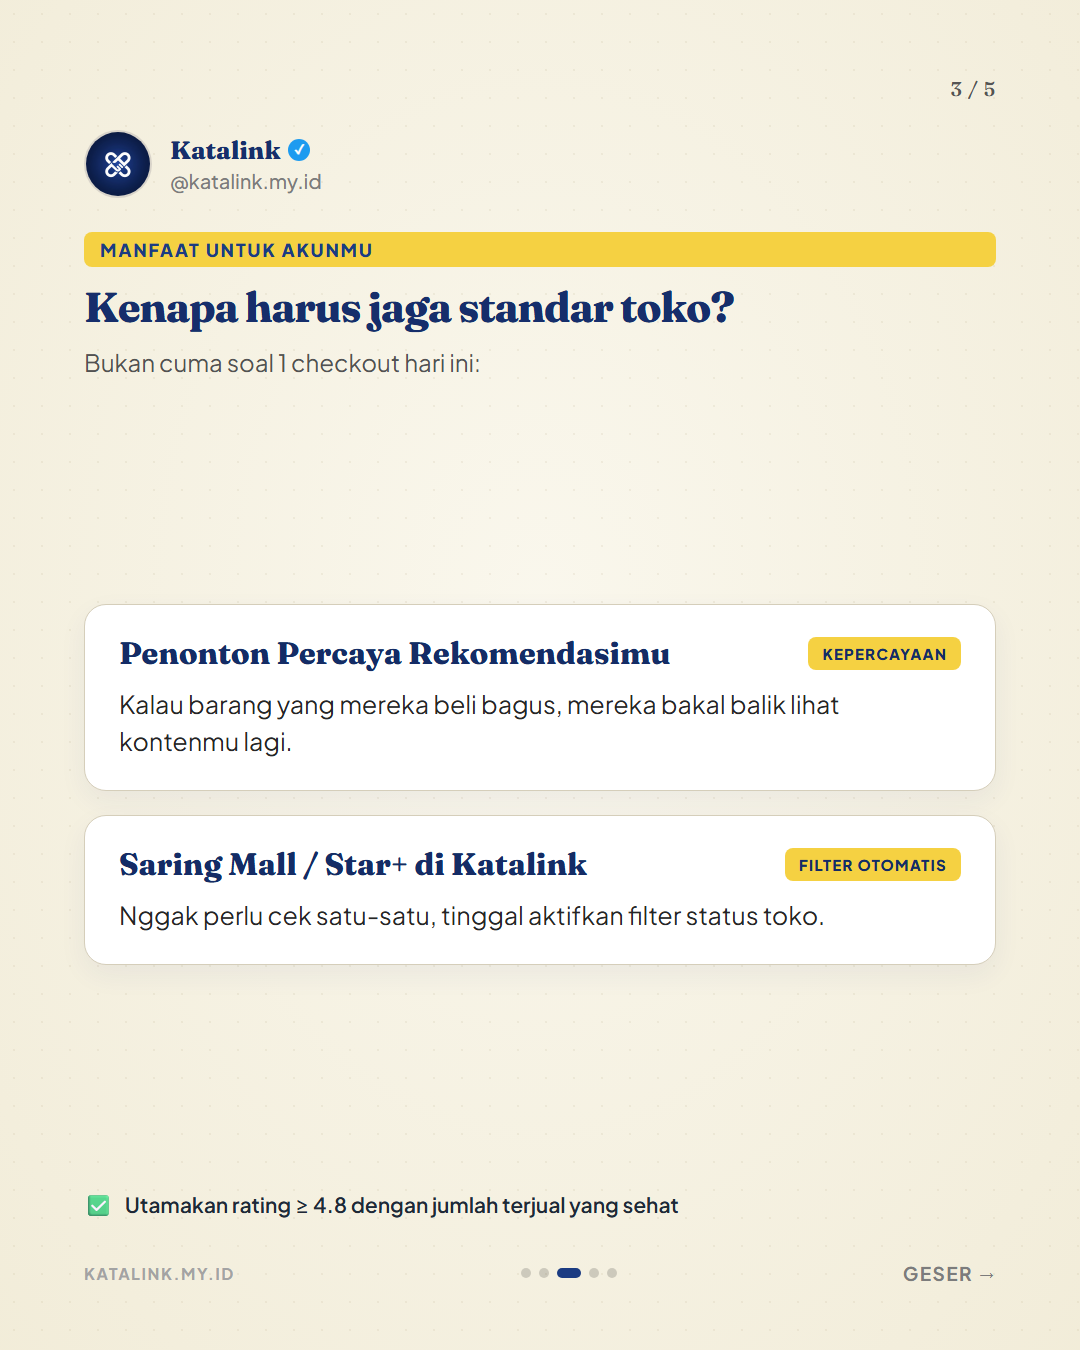 3 / 5
Katalink
@katalink.my.id
MANFAAT UNTUK AKUNMU
Kenapa harus jaga standar toko?
Bukan cuma soal 1 checkout hari ini:
Penonton Percaya Rekomendasimu
KEPERCAYAAN
Kalau barang yang mereka beli bagus, mereka bakal balik lihat
kontenmu lagi.
Saring Mall / Star+ di Katalink
FILTER OTOMATIS
Nggak perlu cek satu-satu, tinggal aktifkan filter status toko.
✅ Utamakan rating ≥ 4.8 dengan jumlah terjual yang sehat
KATALINK.MY.ID
GESER →